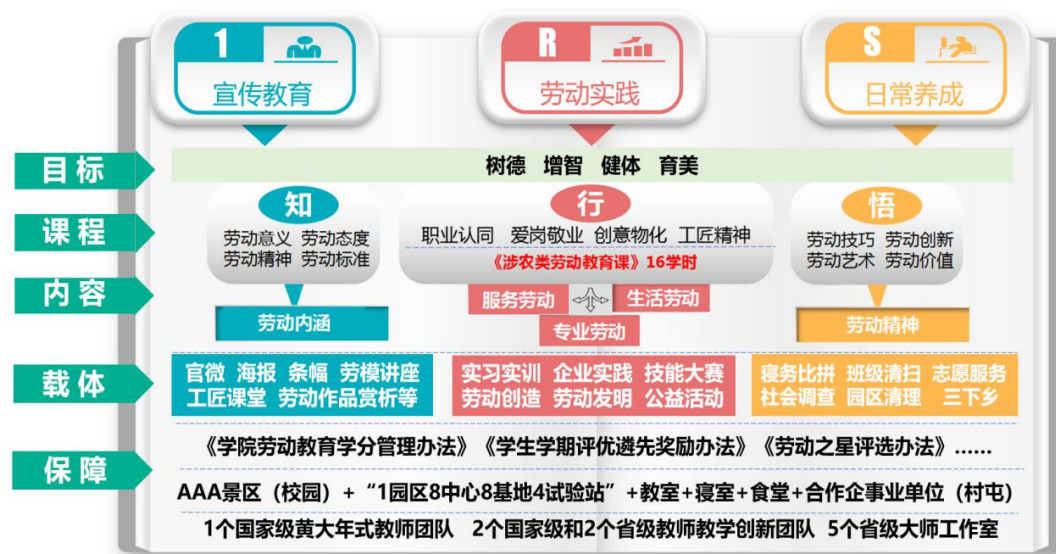 1
R
S
宣传教育
劳动实践
日常养成
目标
树德 增智 健体 育美
课程
知
行
悟
劳动意义 劳动态度
劳动精神 劳动标准
职业认同 爱岗敬业 创意物化 工匠精神
《涉农类劳动教育课》16学时
劳动技巧 劳动创新
劳动艺术 劳动价值
内容
劳动内涵
服务劳动
生活劳动
专业劳动
劳动精神
载体
官微 海报 条幅 劳模讲座
工匠课堂 劳动作品赏析等
实习实训 企业实践 技能大赛
劳动创造 劳动发明 公益活动
寝务比拼 班级清扫 志愿服务
社会调查 园区清理 三下乡
保障
《学院劳动教育学分管理办法》《学生学期评优遴先奖励办法》《劳动之星评选办法》……
AAA景区（校园）+“1园区8中心8基地4试验站”+教室+寝室+食堂+合作企事业单位（村屯）
1个国家级黄大年式教师团队 2个国家级和2个省级教师教学创新团队 5个省级大师工作室